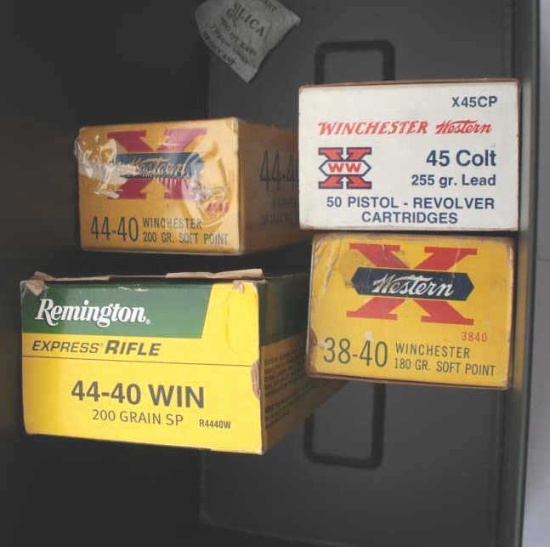 SILICA
Western
44-40 WINCHESTER
200 GR. SOFT POINT
44-4
X45CP
WINCHESTER Western
WW
45 Colt
255 gr. Lead
50 PISTOL - REVOLVER
CARTRIDGES
Remington®
EXPRESS® RIFLE
44-40 WIN
200 GRAIN SP R4440W
Western
3840
38-40 WINCHESTER
180 GR. SOFT POINT